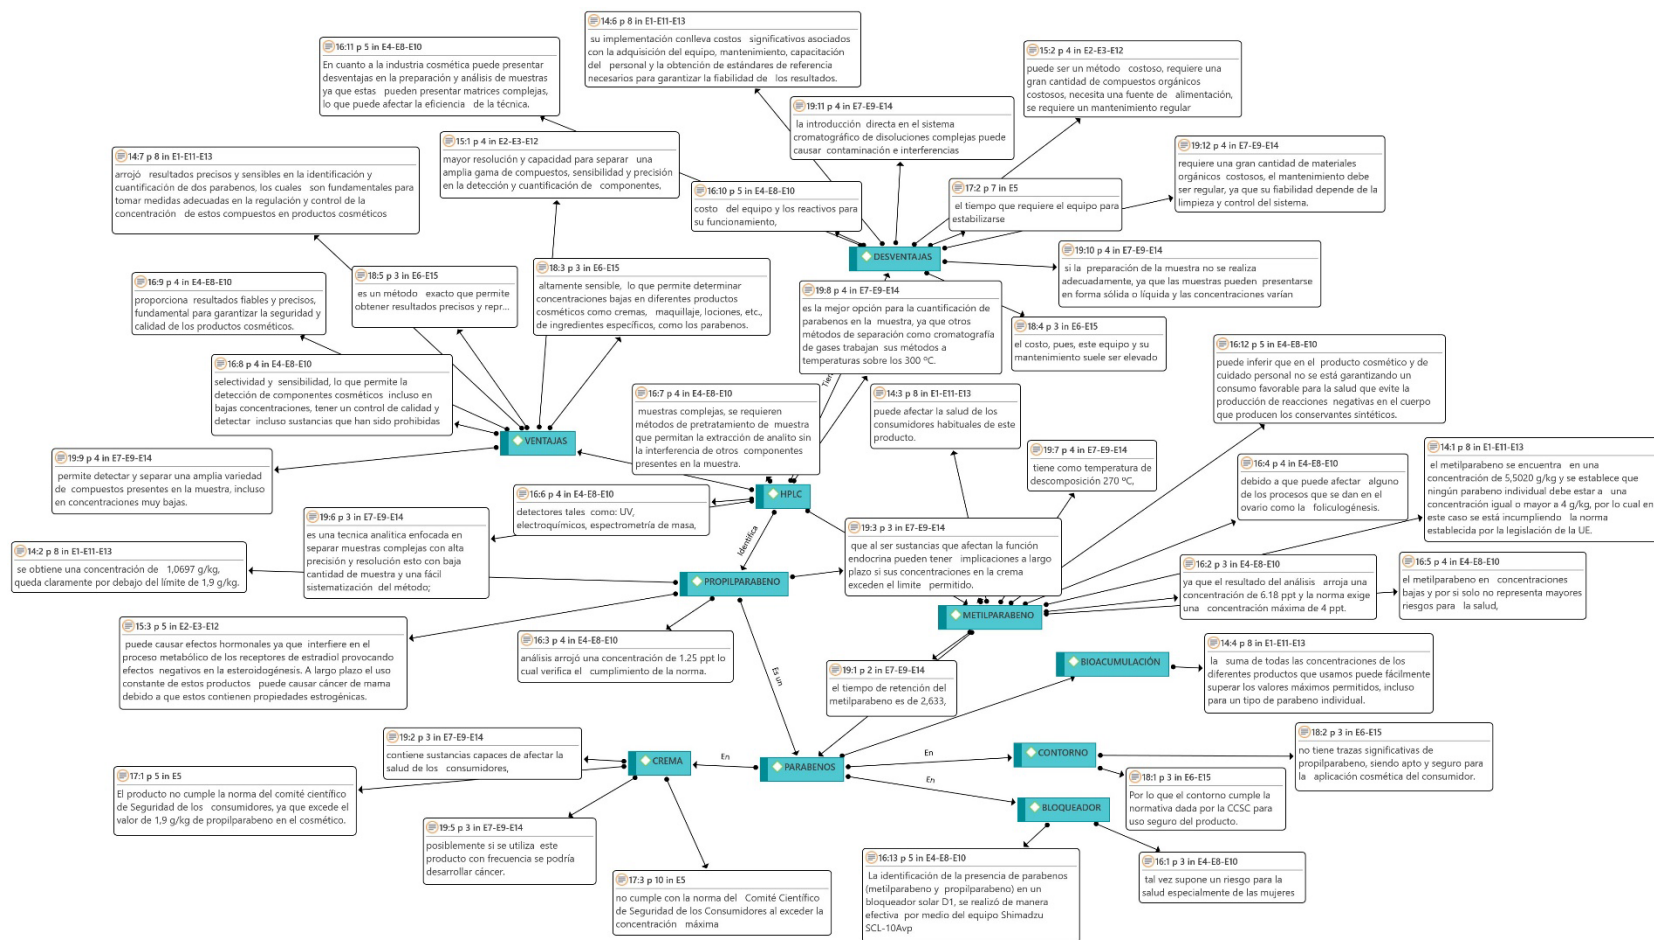 14:6 p 8 in E1-E11-E13
su implementación conlleva costos significativos asociados
con la adquisición del equipo, mantenimiento, capacitación
del personal y la obtención de estándares de referencia
necesarios para garantizar la fiabilidad de los resultados.
16:11 p 5 in E4-E8-E10
En cuanto a la industria cosmética puede presentar
desventajas en la preparación y análisis de muestras
ya que estas pueden presentar matrices complejas,
lo que puede afectar la eficiencia de la técnica.
15:2 p 4 in E2-E3-E12
puede ser un método costoso, requiere una
gran cantidad de compuestos orgánicos
costosos, necesita una fuente de alimentación,
se requiere un mantenimiento regular
19:11 p 4 in E7-E9-E14
la introducción directa en el sistema
cromatográfico de disoluciones complejas puede
causar contaminación e interferencias
15:1 p 4 in E2-E3-E12
mayor resolución y capacidad para separar una
amplia gama de compuestos, sensibilidad y precisión
en la detección y cuantificación de componentes,
19:12 p 4 in E7-E9-E14
requiere una gran cantidad de materiales
orgánicos costosos, el mantenimiento debe
ser regular, ya que su fiabilidad depende de la
limpieza y control del sistema.
14:7 p 8 in E1-E11-E13
arrojó resultados precisos y sensibles en la identificación y
cuantificación de dos parabenos, los cuales son fundamentales para
tomar medidas adecuadas en la regulación y control de la
concentración de estos compuestos en productos cosméticos
16:10 p 5 in E4-E8-E10
costo del equipo y los reactivos para
su funcionamiento,
17:2 p 7 in E5
el tiempo que requiere el equipo para
estabilizarse
DESVENTAJAS
19:10 p 4 in E7-E9-E14
si la preparación de la muestra no se realiza
adecuadamente, ya que las muestras pueden presentarse
en forma sólida o líquida y las concentraciones varían
16:9 p 4 in E4-E8-E10
proporciona resultados fiables y precisos,
fundamental para garantizar la seguridad y
calidad de los productos cosméticos.
18:5 p 3 in E6-E15
es un método exacto que permite
obtener resultados precisos y repr...
18:3 p 3 in E6-E15
altamente sensible, lo que permite determinar
concentraciones bajas en diferentes productos
cosméticos como cremas, maquillaje, lociones, etc.,
de ingredientes específicos, como los parabenos.
19:8 p 4 in E7-E9-E14
es la mejor opción para la cuantificación de
parabenos en la muestra, ya que otros
métodos de separación como cromatografía
de gases trabajan sus métodos a
temperaturas sobre los 300 ºC.
18:4 p 3 in E6-E15
el costo, pues, este equipo y su
mantenimiento suele ser elevado
16:12 p 5 in E4-E8-E10
puede inferir que en el producto cosmético y de
cuidado personal no se está garantizando un
consumo favorable para la salud que evite la
producción de reacciones negativas en el cuerpo
que producen los conservantes sintéticos.
16:8 p 4 in E4-E8-E10
selectividad y sensibilidad, lo que permite la
detección de componentes cosméticos incluso en
bajas concentraciones, tener un control de calidad y
detectar incluso sustancias que han sido prohibidas
16:7 p 4 in E4-E8-E10
muestras complejas, se requieren
métodos de pretratamiento de muestra
que permitan la extracción de analito sin
la interferencia de otros componentes
presentes en la muestra.
14:3 p 8 in E1-E11-E13
puede afectar la salud de los
consumidores habituales de este
producto.
VENTAJAS
19:7 p 4 in E7-E9-E14
tiene como temperatura de
descomposición 270 ºC,
16:4 p 4 in E4-E8-E10
debido a que puede afectar alguno
de los procesos que se dan en el
ovario como la foliculogénesis.
14:1 p 8 in E1-E11-E13
el metilparabeno se encuentra en una
concentración de 5,5020 g/kg y se establece que
ningún parabeno individual debe estar a una
concentración igual o mayor a 4 g/kg, por lo cual en
este caso se está incumpliendo la norma
establecida por la legislación de la UE.
19:9 p 4 in E7-E9-E14
permite detectar y separar una amplia variedad
de compuestos presentes en la muestra, incluso
en concentraciones muy bajas.
16:6 p 4 in E4-E8-E10
detectores tales como: UV,
electroquímicos, espectrometría de masa,
HPLC
19:6 p 3 in E7-E9-E14
es una tecnica analitica enfocada en
separar muestras complejas con alta
precisión y resolución esto con baja
cantidad de muestra y una fácil
sistematización del método;
Identifica
19:3 p 3 in E7-E9-E14
que al ser sustancias que afectan la función
endocrina pueden tener implicaciones a largo
plazo si sus concentraciones en la crema
exceden el limite permitido.
14:2 p 8 in E1-E11-E13
se obtiene una concentración de 1,0697 g/kg,
queda claramente por debajo del límite de 1,9 g/kg.
PROPILPARABENO
16:2 p 3 in E4-E8-E10
ya que el resultado del análisis arroja una
concentración de 6.18 ppt y la norma exige
una concentración máxima de 4 ppt.
16:5 p 4 in E4-E8-E10
el metilparabeno en concentraciones
bajas y por si solo no representa mayores
riesgos para la salud,
METILPARABENO
15:3 p 5 in E2-E3-E12
puede causar efectos hormonales ya que interfiere en el
proceso metabólico de los receptores de estradiol provocando
efectos negativos en la esteroidogénesis. A largo plazo el uso
constante de estos productos puede causar cáncer de mama
debido a que estos contienen propiedades estrogénicas.
16:3 p 4 in E4-E8-E10
análisis arrojó una concentración de 1.25 ppt lo
cual verifica el cumplimiento de la norma.
Es un
19:1 p 2 in E7-E9-E14
el tiempo de retención del
metilparabeno es de 2,633,
BIOACUMULACIÓN
14:4 p 8 in E1-E11-E13
la suma de todas las concentraciones de los
diferentes productos que usamos puede fácilmente
superar los valores máximos permitidos, incluso
para un tipo de parabeno individual.
19:2 p 3 in E7-E9-E14
contiene sustancias capaces de afectar la
salud de los consumidores,
CREMA
En
PARABENOS
En
CONTORNO
18:2 p 3 in E6-E15
no tiene trazas significativas de
propilparabeno, siendo apto y seguro para
la aplicación cosmética del consumidor.
17:1 p 5 in E5
El producto no cumple la norma del comité científico
de Seguridad de los consumidores, ya que excede el
valor de 1,9 g/kg de propilparabeno en el cosmético.
En
BLOQUEADOR
18:1 p 3 in E6-E15
Por lo que el contorno cumple la
normativa dada por la CCSC para
uso seguro del producto.
19:5 p 3 in E7-E9-E14
posiblemente si se utiliza este
producto con frecuencia se podría
desarrollar cáncer.
17:3 p 10 in E5
no cumple con la norma del Comité Científico
de Seguridad de los Consumidores al exceder la
concentración máxima
16:13 p 5 in E4-E8-E10
La identificación de la presencia de parabenos
(metilparabeno y propilparabeno) en un
bloqueador solar D1, se realizó de manera
efectiva por medio del equipo Shimadzu
SCL-10Avp
16:1 p 3 in E4-E8-E10
tal vez supone un riesgo para la
salud especialmente de las mujeres